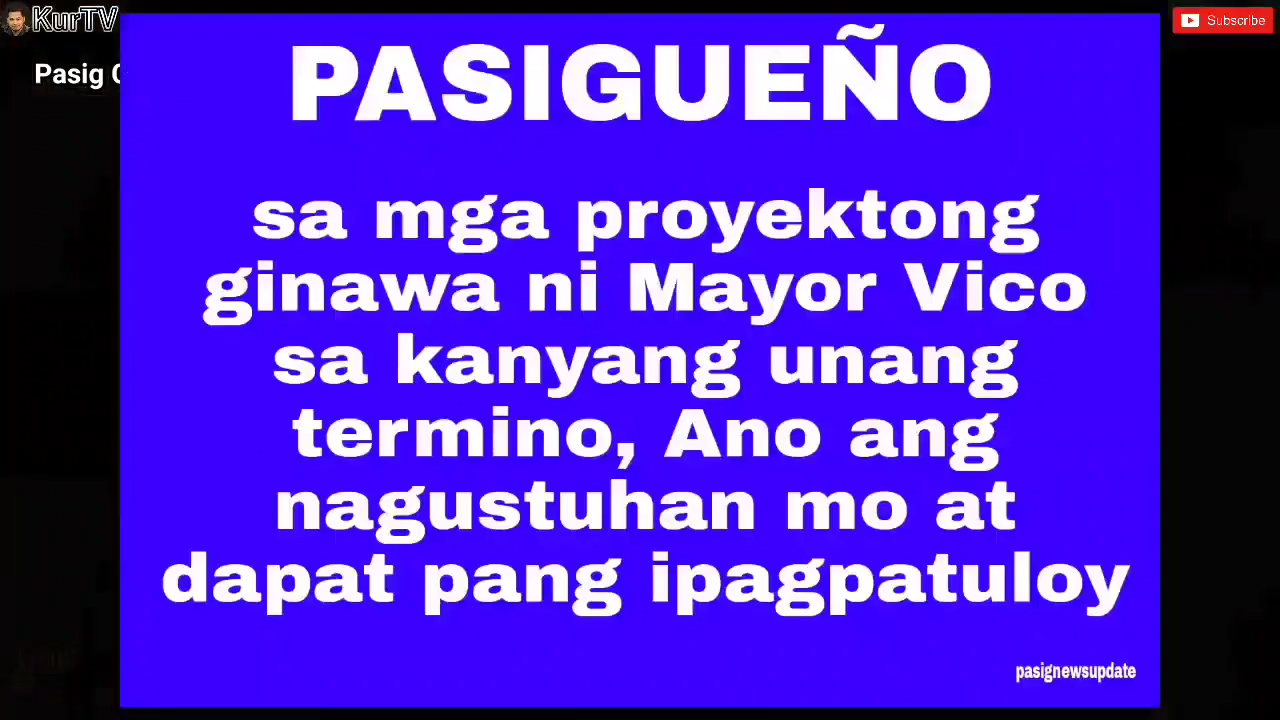 KurTV
Subscribe
Pasig
PASIGUEÑO
sa mga proyektong
ginawa ni Mayor Vico
sa kanyang unang
termino, Ano ang
nagustuhan mo at
dapat pang ipagpatuloy
pasignewsupdate